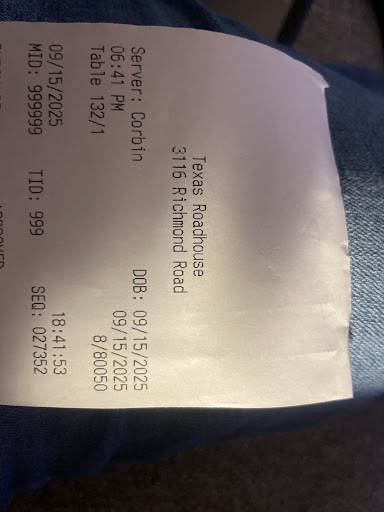 Texas Roadhouse
3116 Richmond Road
Server: Corbin DOB: 09/15/2025
06:41 PM 09/15/2025
Table 132/1 8/80050
09/15/2025 18:41:53
MID: 999999 TID: 999 SEQ: 027352